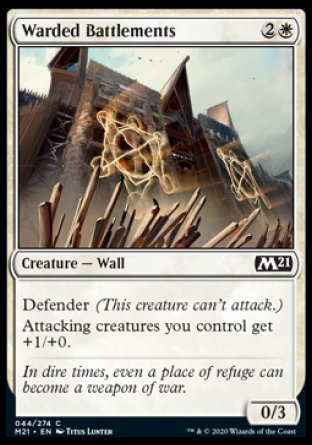 Warded Battlements 2
Creature — Wall M21
Defender (This creature can't attack.)
Attacking creatures you control get
+1/+0.
In dire times, even a place of refuge can
become a weapon of war.
0/3
044/274 C
M21 • EN Titus Lunter ™ & © 2020 Wizards of the Coast